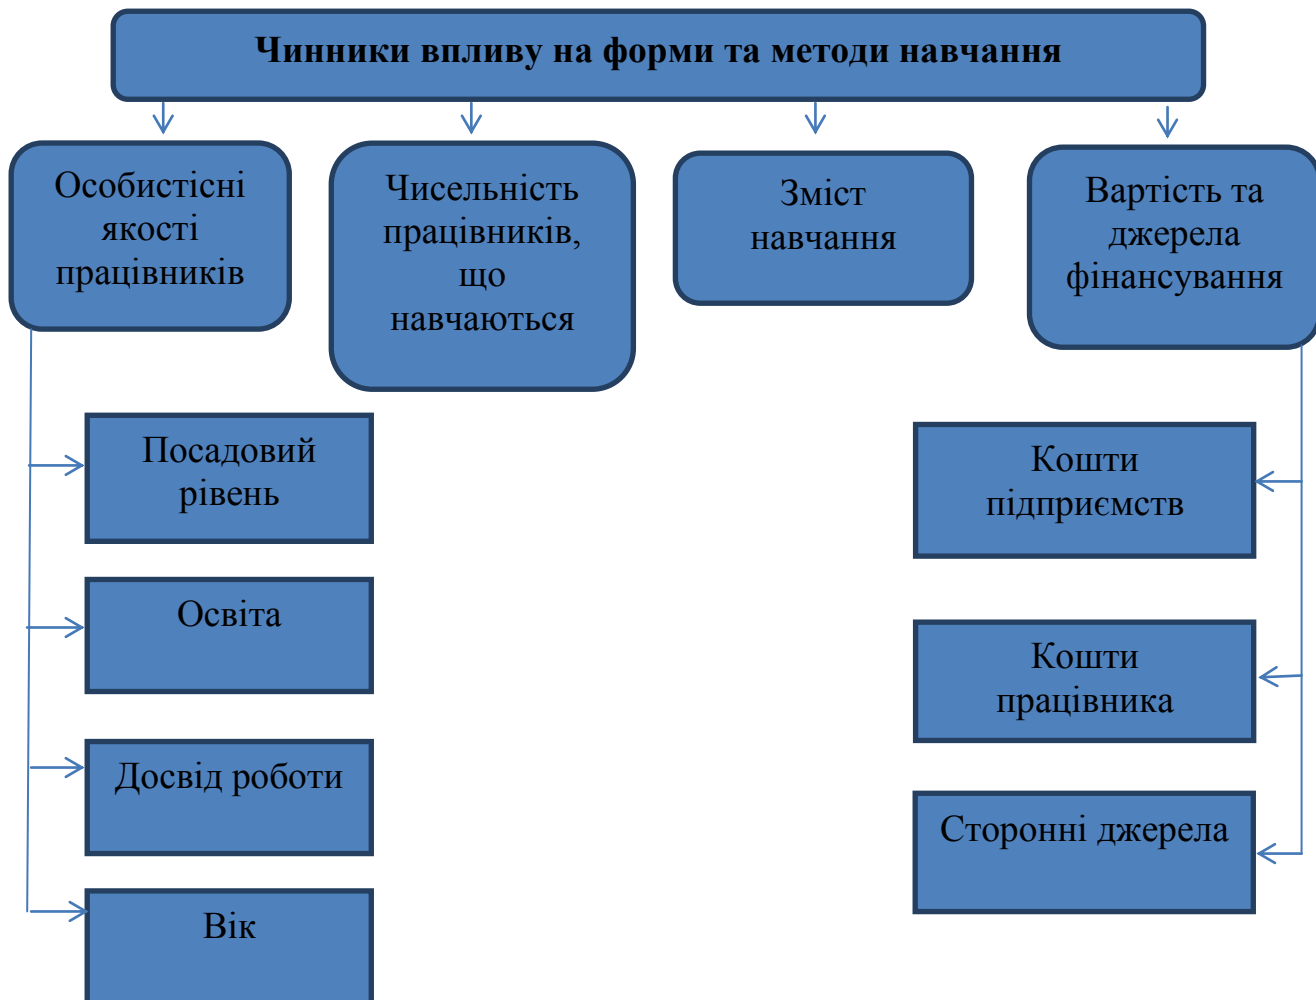 Чинники впливу на форми та методи навчання
Особистісні
якості
працівників
Чисельність
працівників,
що
навчаються
Зміст
навчання
Вартість та
джерела
фінансування
Посадовий
рівень
Освіта
Досвід роботи
Вік
Кошти
підприємств
Кошти
працівника
Сторонні джерела